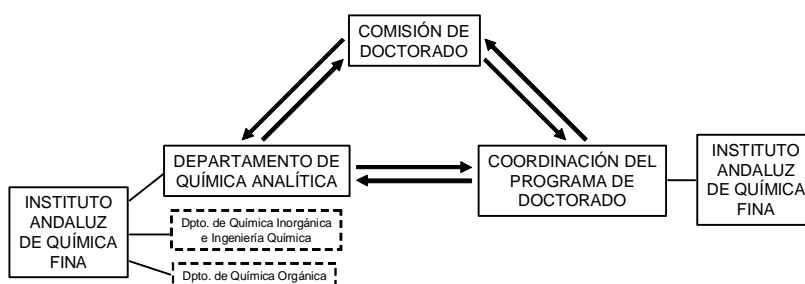 COMISIÓN DE
DOCTORADO
DEPARTAMENTO DE
QUÍMICA ANALÍTICA
COORDINACIÓN DEL
PROGRAMA DE
DOCTORADO
INSTITUTO
ANDALUZ
DE QUÍMICA
FINA
INSTITUTO
ANDALUZ
DE QUÍMICA
FINA
Dpto. de Química Inorgánica
e Ingeniería Química
Dpto. de Química Orgánica